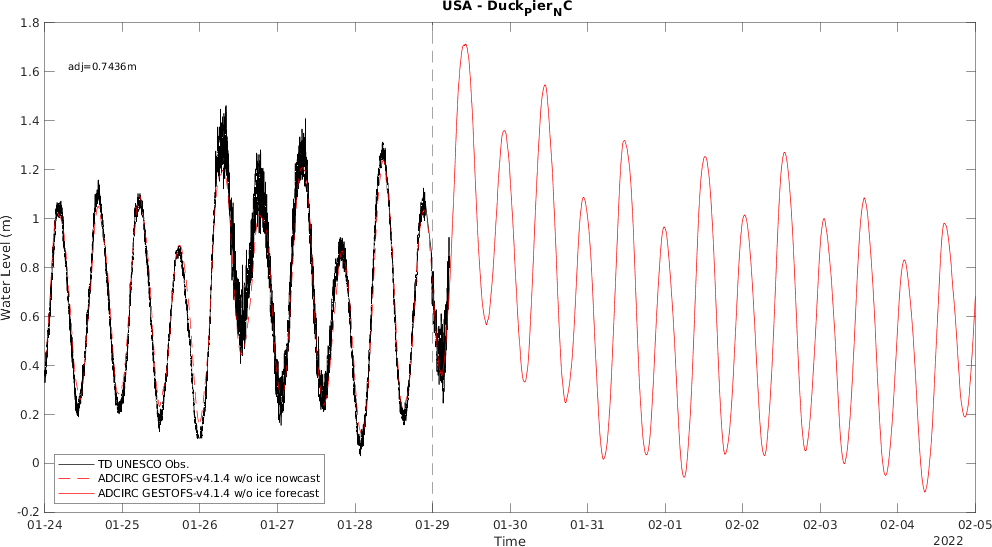 USA - Duck_Pier_NC
1.8
1.6
1.4
1.2
1
0.8
0.6
0.4
0.2
0
-0.2
Water Level (m)
adj=0.7436m
TD UNESCO Obs.
ADCIRC GESTOFS-v4.1.4 w/o ice nowcast
ADCIRC GESTOFS-v4.1.4 w/o ice forecast
01-24 01-25 01-26 01-27 01-28 01-29 01-30 01-31 02-01 02-02 02-03 02-04 02-05
Time
2022